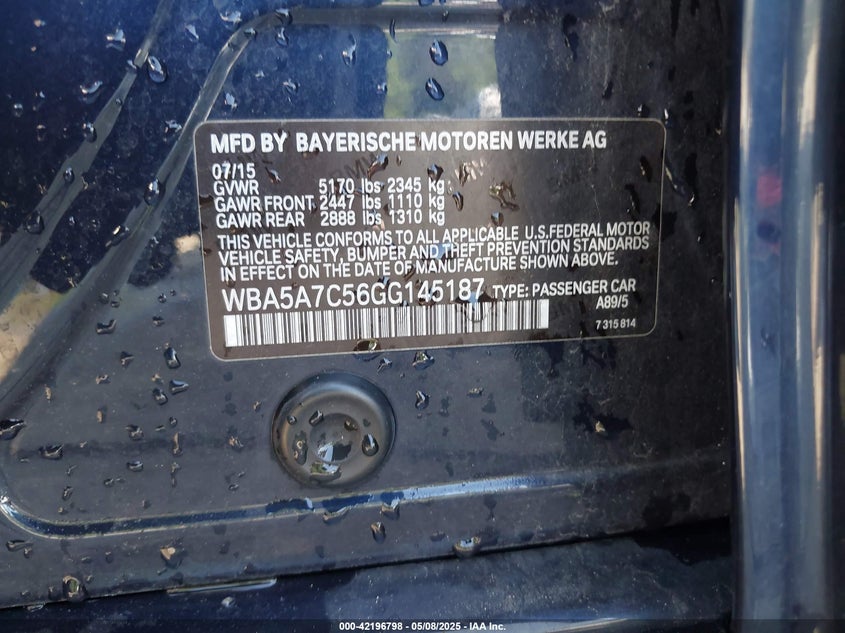 MFD BY BAYERISCHE MOTOREN WERKE AG
07/15
GVWR 5170 lbs 2345 kg
GAWR FRONT 2447 lbs 1110 kg
GAWR REAR 2888 lbs 1310 kg
THIS VEHICLE CONFORMS TO ALL APPLICABLE U.S.FEDERAL MOTOR
VEHICLE SAFETY, BUMPER AND THEFT PREVENTION STANDARDS
IN EFFECT ON THE DATE OF MANUFACTURE SHOWN ABOVE.
WBA5A7C56GG145187 TYPE: PASSENGER CAR
A89/5
7 315 814
000-42196798 - 05/08/2025 - IAA Inc.